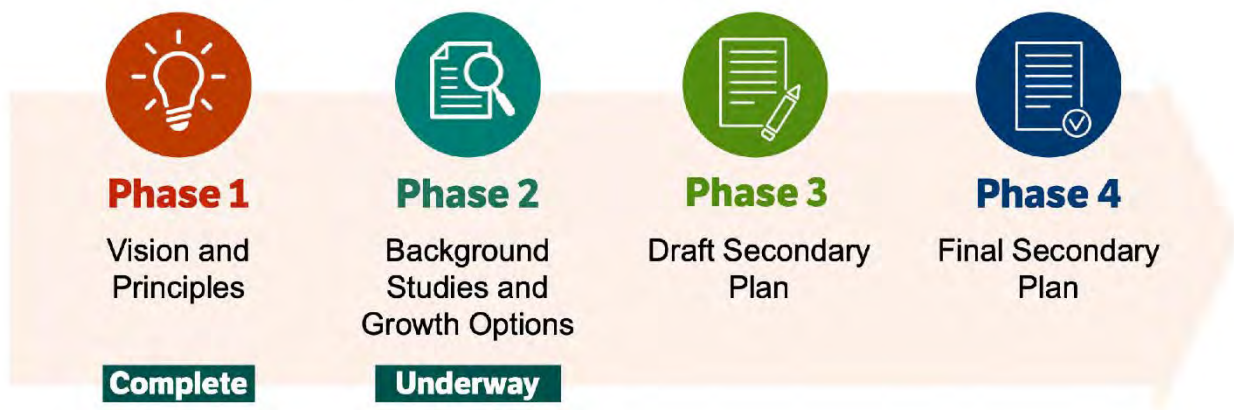 Phase 1
Vision and
Principles
Complete
Phase 2
Background
Studies and
Growth Options
Underway
Phase 3
Draft Secondary
Plan
Phase 4
Final Secondary
Plan